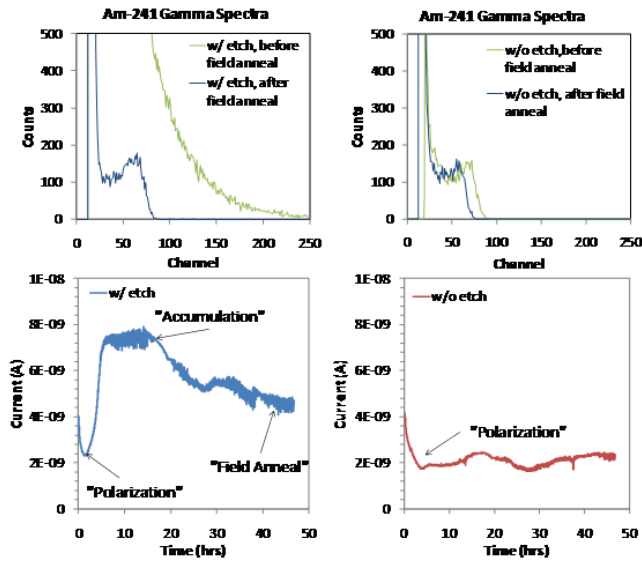 Am-241 Gamma Spectra
500
400
300
200
100
0
Counts
w/ etch, before
field anneal
w/ etch, after
field anneal
0 50 100 150 200 250
Channel
Am-241 Gamma Spectra
500
400
300
200
100
0
Counts
w/o etch,before
field anneal
w/o etch, after field
anneal
0 50 100 150 200 250
Channel
1E-08
8E-09
6E-09
4E-09
2E-09
0
Current (A)
w/ etch
"Accumulation"
"Field Anneal"
"Polarization"
0 10 20 30 40 50
Time (hrs)
1E-08
8E-09
6E-09
4E-09
2E-09
0
Current (A)
w/o etch
"Polarization"
0 10 20 30 40 50
Time (hrs)